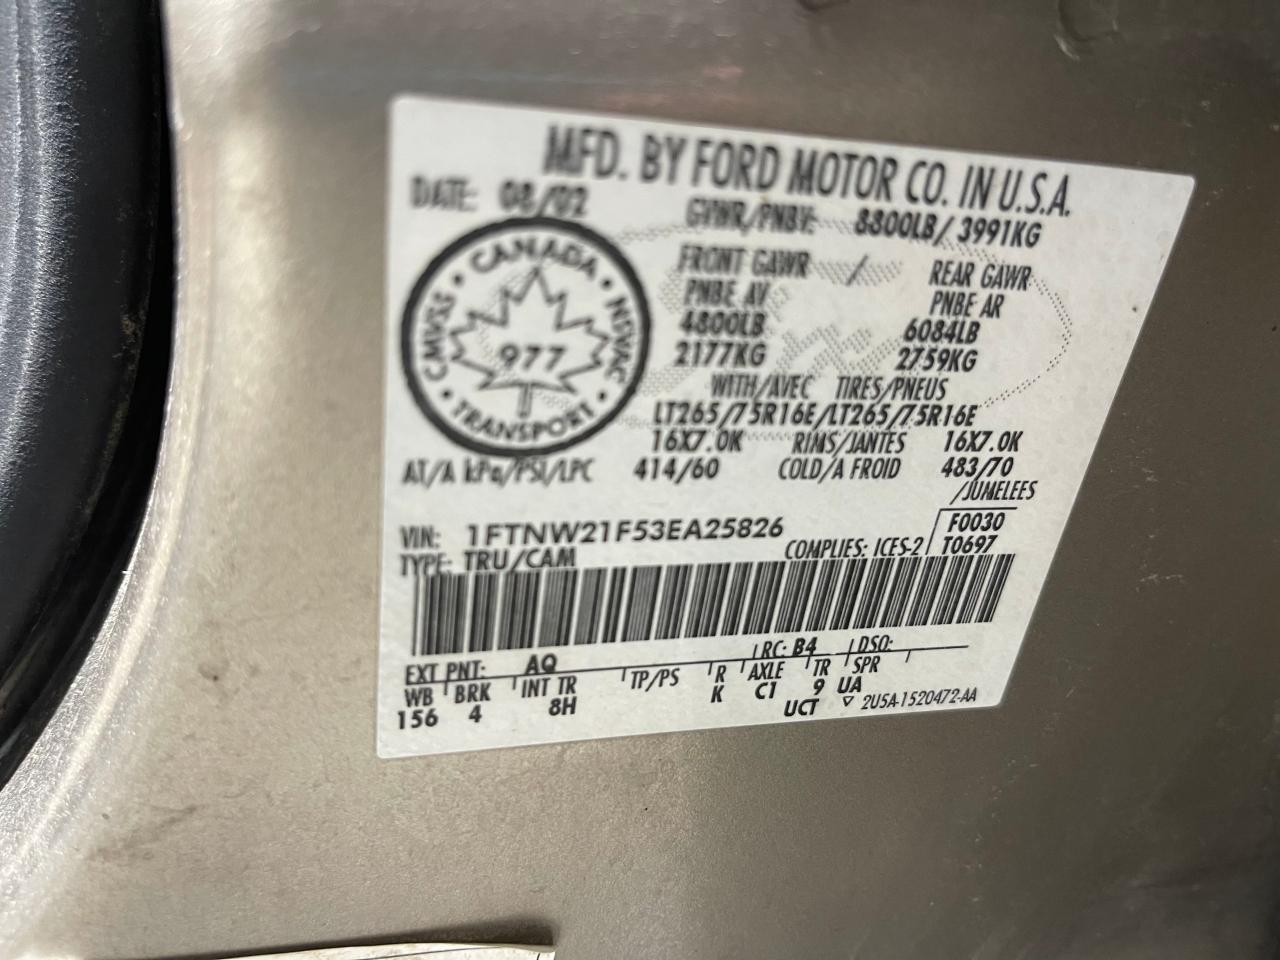 MFD. BY FORD MOTOR CO. IN U.S.A.
DATE: 08/02
GVWR/PNBV: 8800LB/ 3991KG
CANADA
CMVSS
NSVAC
977
TRANSPORT
FRONT GAWR / REAR GAWR
PNBE AV PNBE AR
4800LB 6084LB
2177KG 2759KG
WITH/AVEC TIRES/PNEUS
LT265/75R16E/LT265/75R16E
16X7.0K RIMS/JANTES 16X7.0K
AT/A kPa/PSI/LPC 414/60 COLD/A FROID 483/70
/JUMELEES
VIN: 1FTNW21F53EA25826 F0030
TYPE: TRU/CAM COMPLIES: ICES-2 T0697
RC: B4 DSO:
EXT PNT: AQ
WB BRK INT TR TP/PS R AXLE TR SPR
156 4 8H K C1 9 UA
UCT 2U5A-1520472-AA